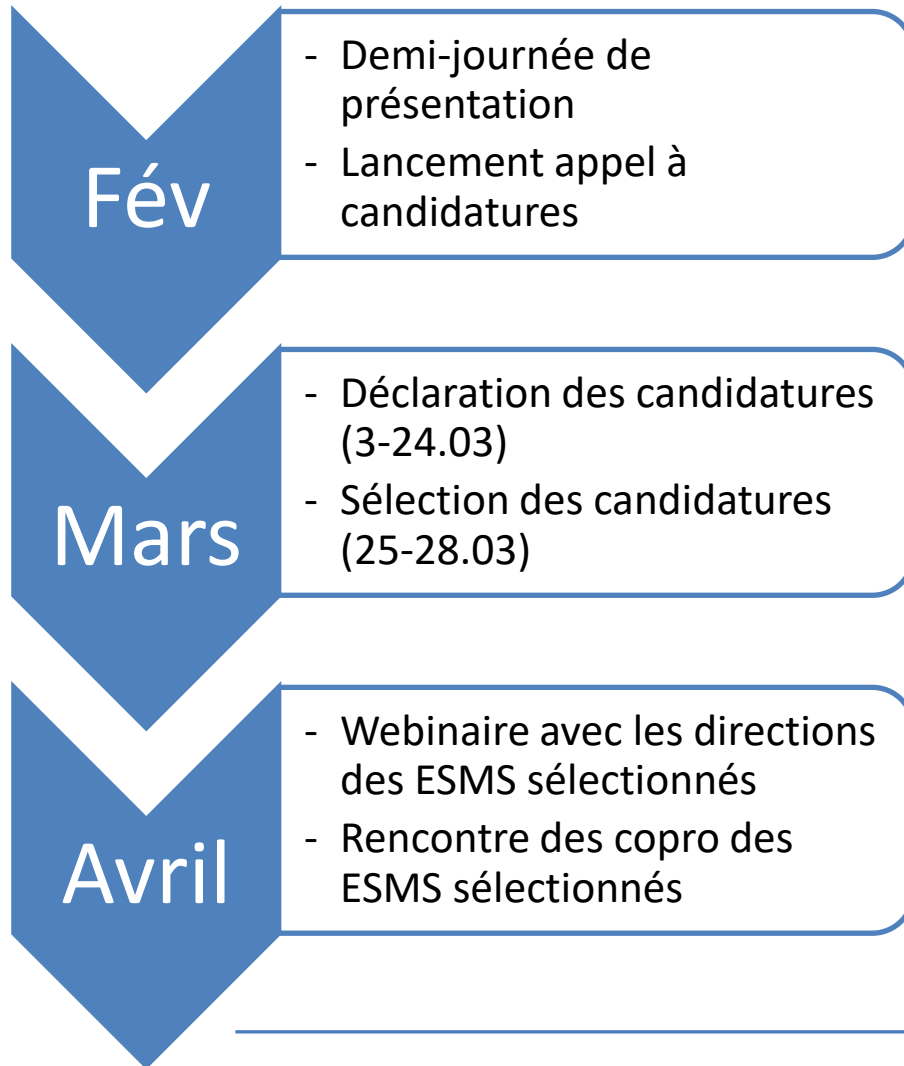 Fév
- Demi-journée de
présentation
- Lancement appel à
candidatures
Mars
- Déclaration des candidatures
(3-24.03)
- Sélection des candidatures
(25-28.03)
Avril
- Webinaire avec les directions
des ESMS sélectionnés
- Rencontre des copro des
ESMS sélectionnés